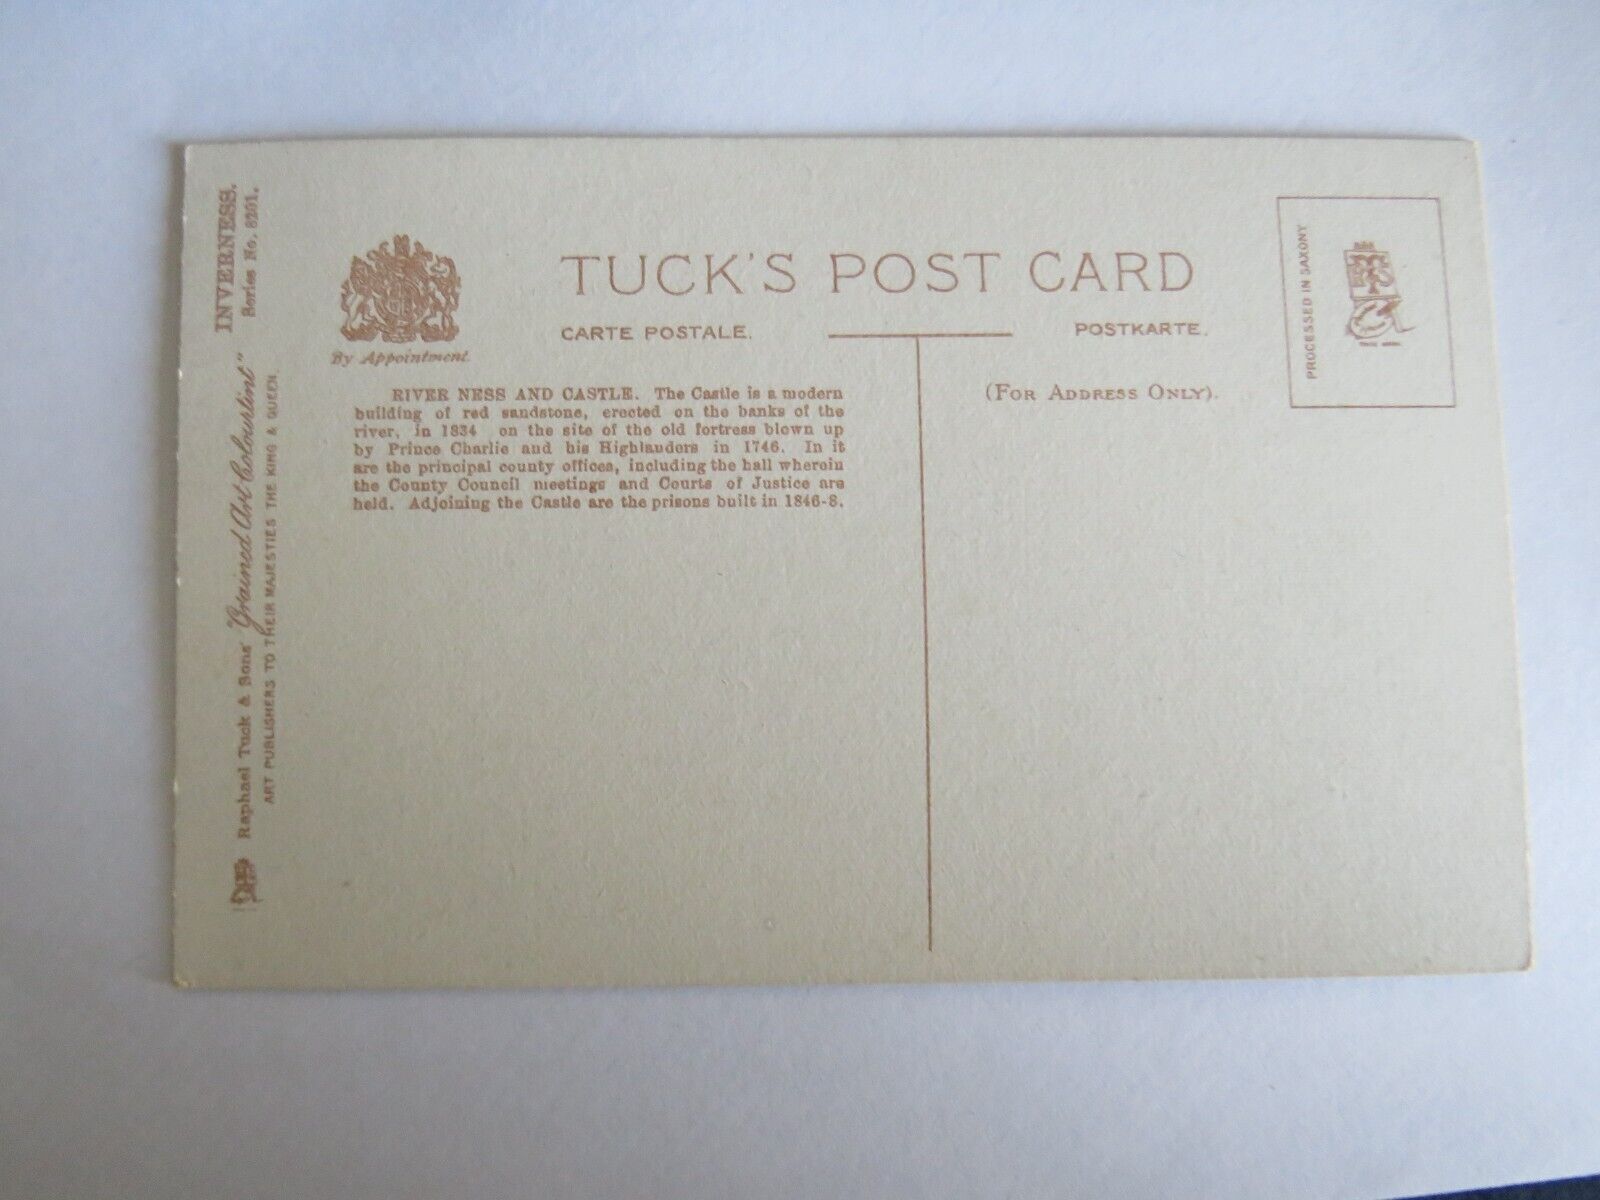 INVERNESS.
Series No. 8201.
Raphael Tuck & Sons' "Grained Art Colourlint"
ART PUBLISHERS TO THEIR MAJESTIES THE KING & QUEEN.
By Appointment.
TUCK'S POST CARD
CARTE POSTALE.
POSTKARTE.
RIVER NESS AND CASTLE. The Castle is a modern
building of red sandstone, erected on the banks of the
river, in 1834 on the site of the old fortress blown up
by Prince Charlie and his Highlanders in 1746. In it
are the principal county offices, including the hall wherein
the County Council meetings and Courts of Justice are
held. Adjoining the Castle are the prisons built in 1846-8.
(FOR ADDRESS ONLY).
PROCESSED IN SAXONY